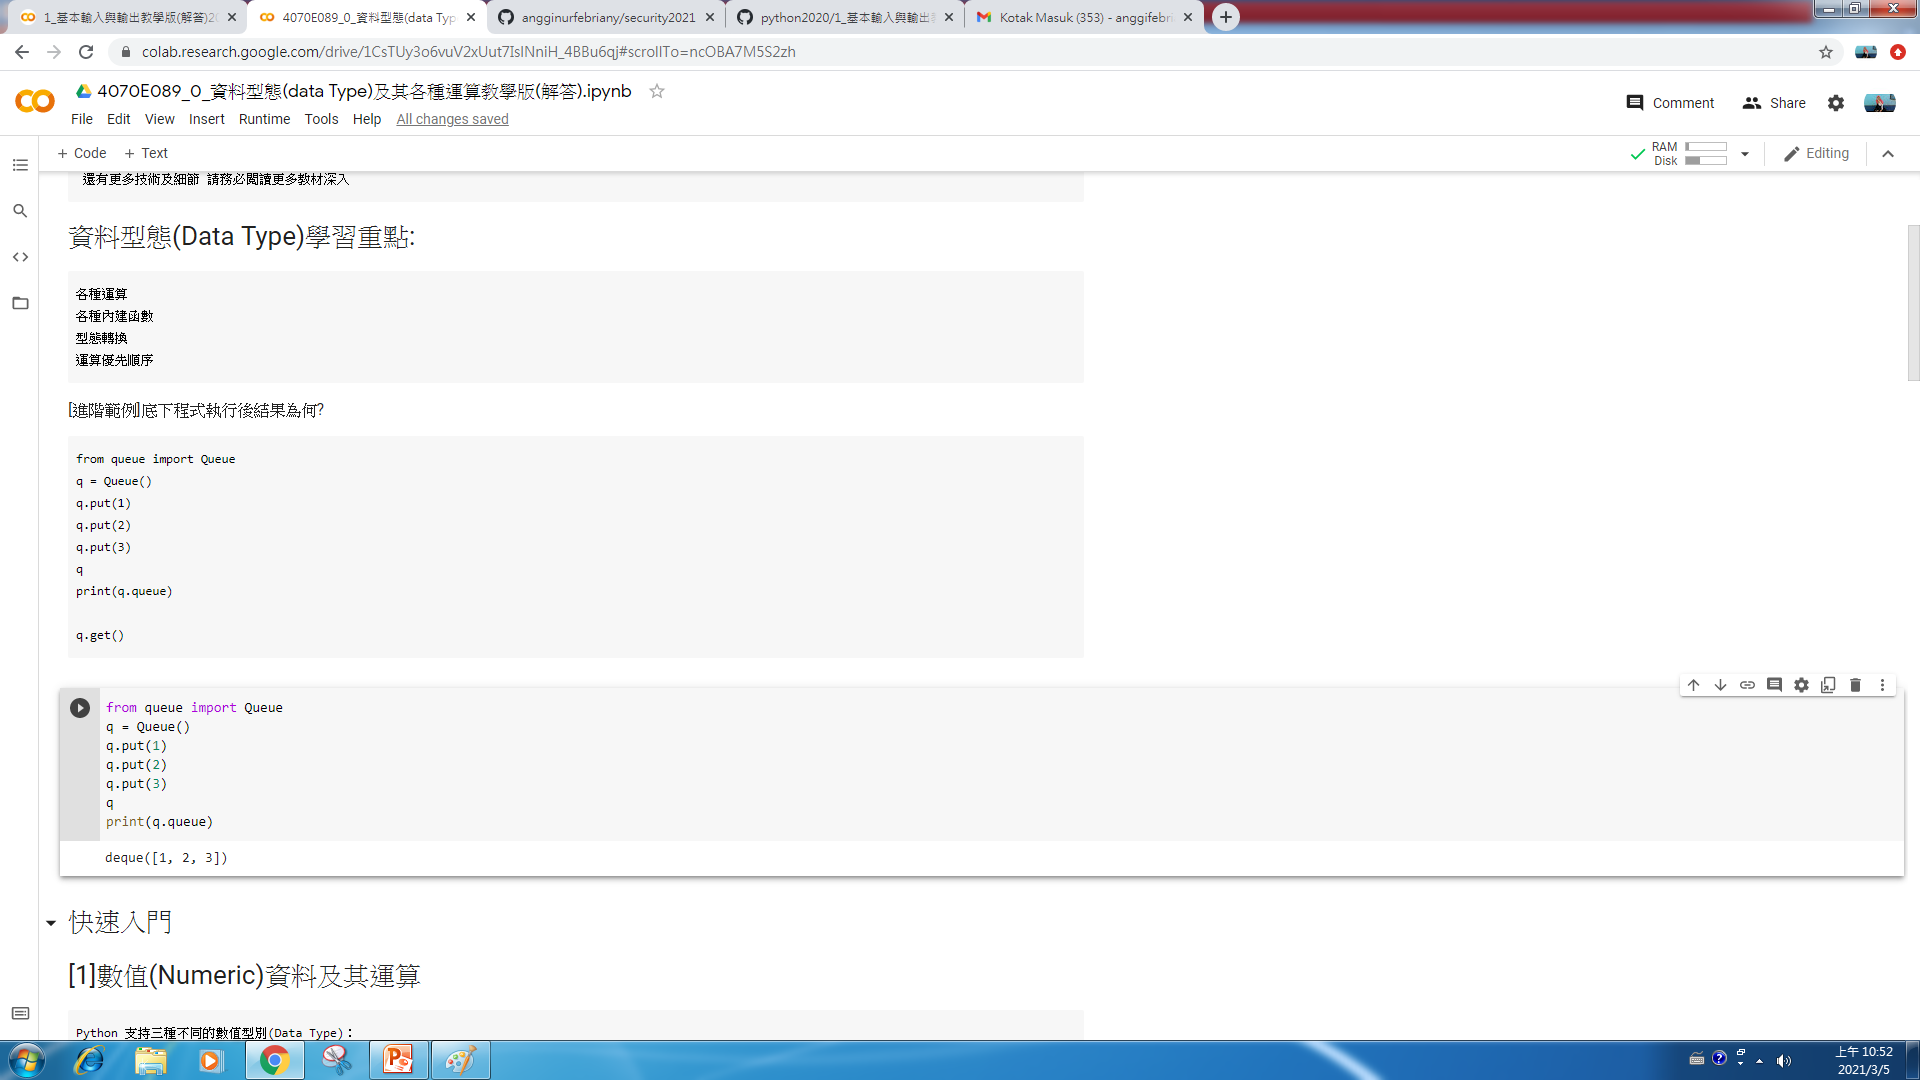 1_基本輸入與輸出教學版(解答)2
4070E089_0_資料型態(data Typ
angginurfebriany/security2021
python2020/1_基本輸入與輸出
Kotak Masuk (353) - anggifebri
colab.research.google.com/drive/1CsTUy3o6vuV2xUut7IsINniH_4BBu6qj#scrollTo=ncOBA7M5S2zh
4070E089_0_資料型態(data Type)及其各種運算教學版(解答).ipynb
Comment
Share
File Edit View Insert Runtime Tools Help All changes saved
+ Code + Text
RAM
Disk
Editing
還有更多技術及細節 請務必閱讀更多教材深入
資料型態(Data Type)學習重點:
各種運算
各種內建函數
型態轉換
運算優先順序
[進階範例]底下程式執行後結果為何?
from queue import Queue
q = Queue()
q.put(1)
q.put(2)
q.put(3)
q
print(q.queue)
q.get()
from queue import Queue
q = Queue()
q.put(1)
q.put(2)
q.put(3)
q
print(q.queue)
deque([1, 2, 3])
快速入門
[1]數值(Numeric)資料及其運算
Python 支持三種不同的數值型別(Data Type)：
上午 10:52
2021/3/5